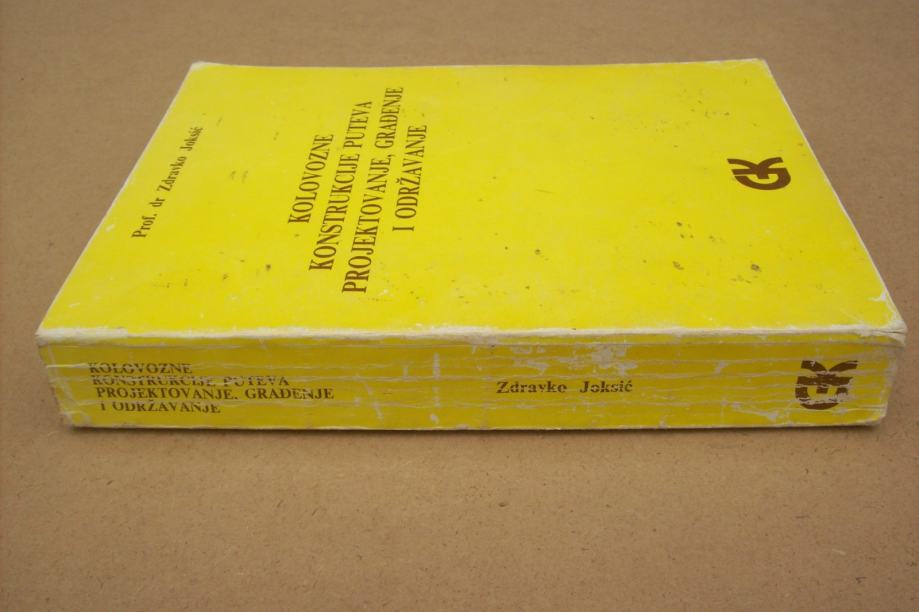 Prof. dr Zdravko Joksić
KOLOVOZNE
KONSTRUKCIJE PUTEVA
PROJEKTOVANJE, GRAĐENJE
I ODRŽAVANJE
GK
KOLOVOZNE
KONSTRUKCIJE PUTEVA
PROJEKTOVANJE, GRAĐENJE
I ODRŽAVANJE
Zdravko Joksić
GK